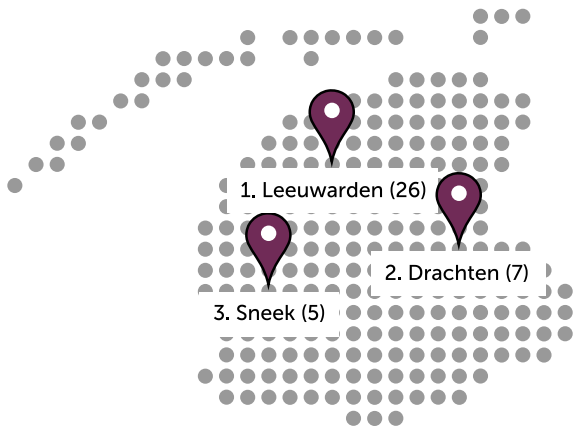 1. Leeuwarden (26)
2. Drachten (7)
3. Sneek (5)